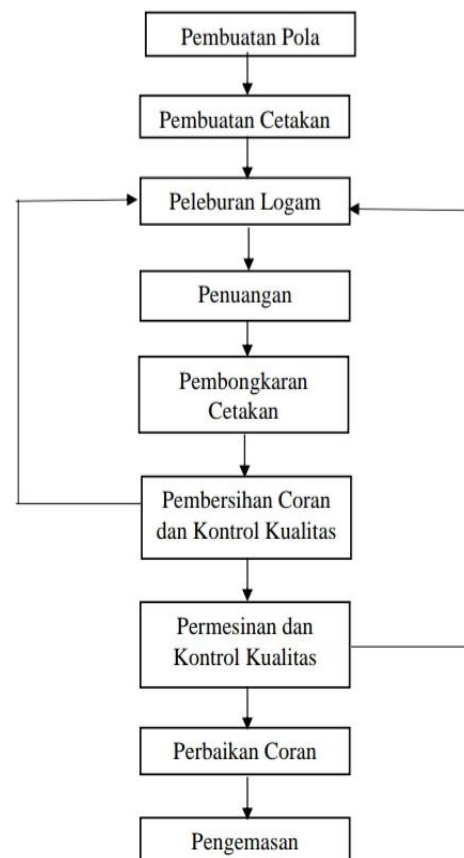 Pembuatan Pola
Pembuatan Cetakan
Peleburan Logam
Penuangan
Pembongkaran
Cetakan
Pembersihan Coran
dan Kontrol Kualitas
Permesinan dan
Kontrol Kualitas
Perbaikan Coran
Pengemasan